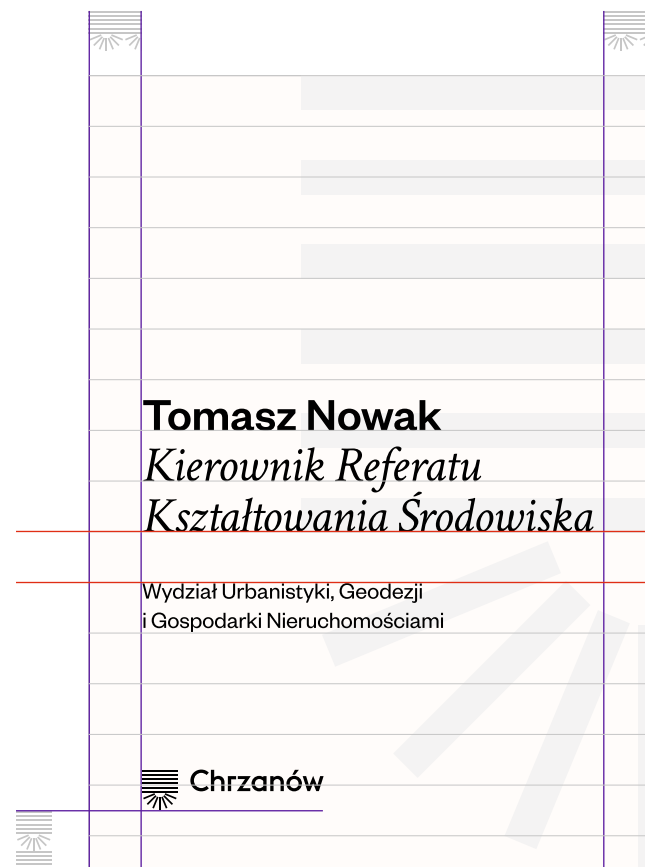 Tomasz Nowak
Kierownik Referatu
Kształtowania Środowiska
Wydział Urbanistyki, Geodezji
i Gospodarki Nieruchomościami
Chrzanów